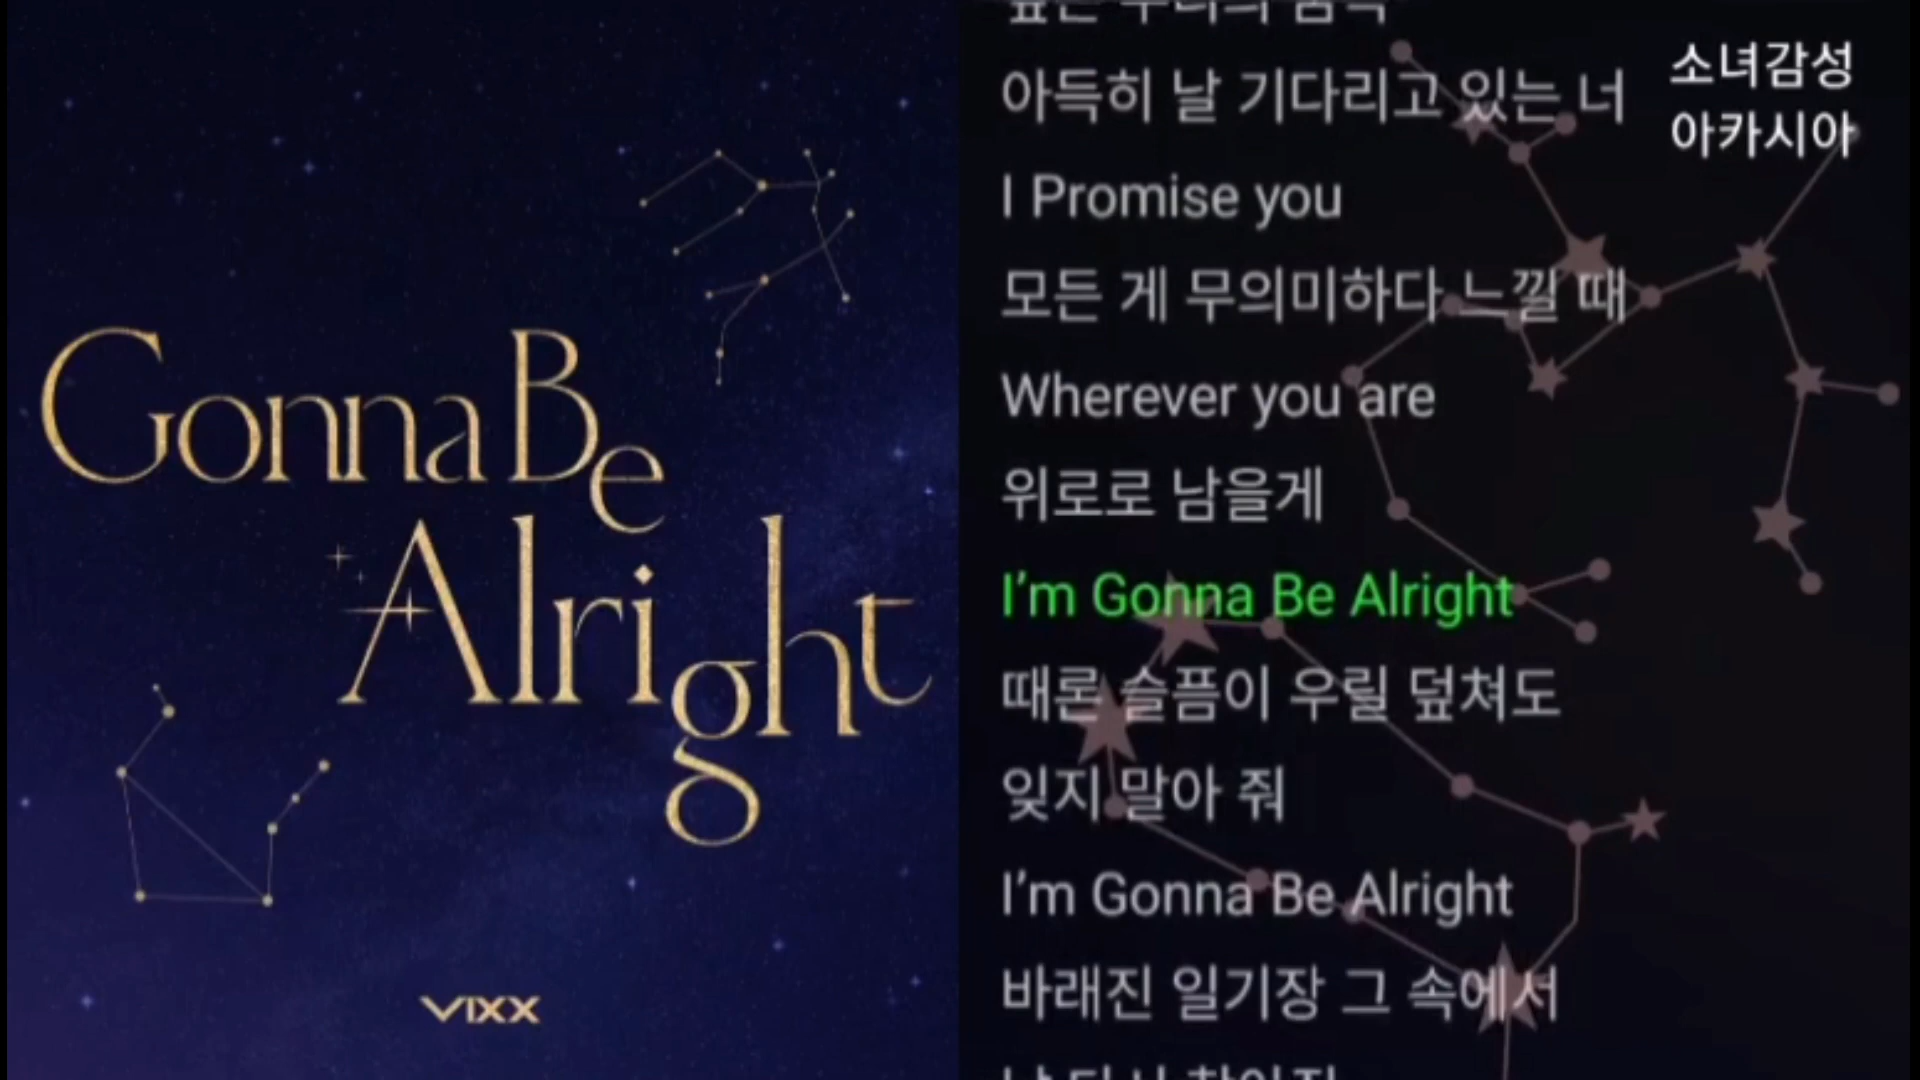 Gonna Be
Alright
VIXX
소녀감성
아카시아
아득히 날 기다리고 있는 너
I Promise you
모든 게 무의미하다 느낄 때
Wherever you are
위로로 남을게
I’m Gonna Be Alright
때론 슬픔이 우릴 덮쳐도
잊지 말아 줘
I’m Gonna Be Alright
바래진 일기장 그 속에서